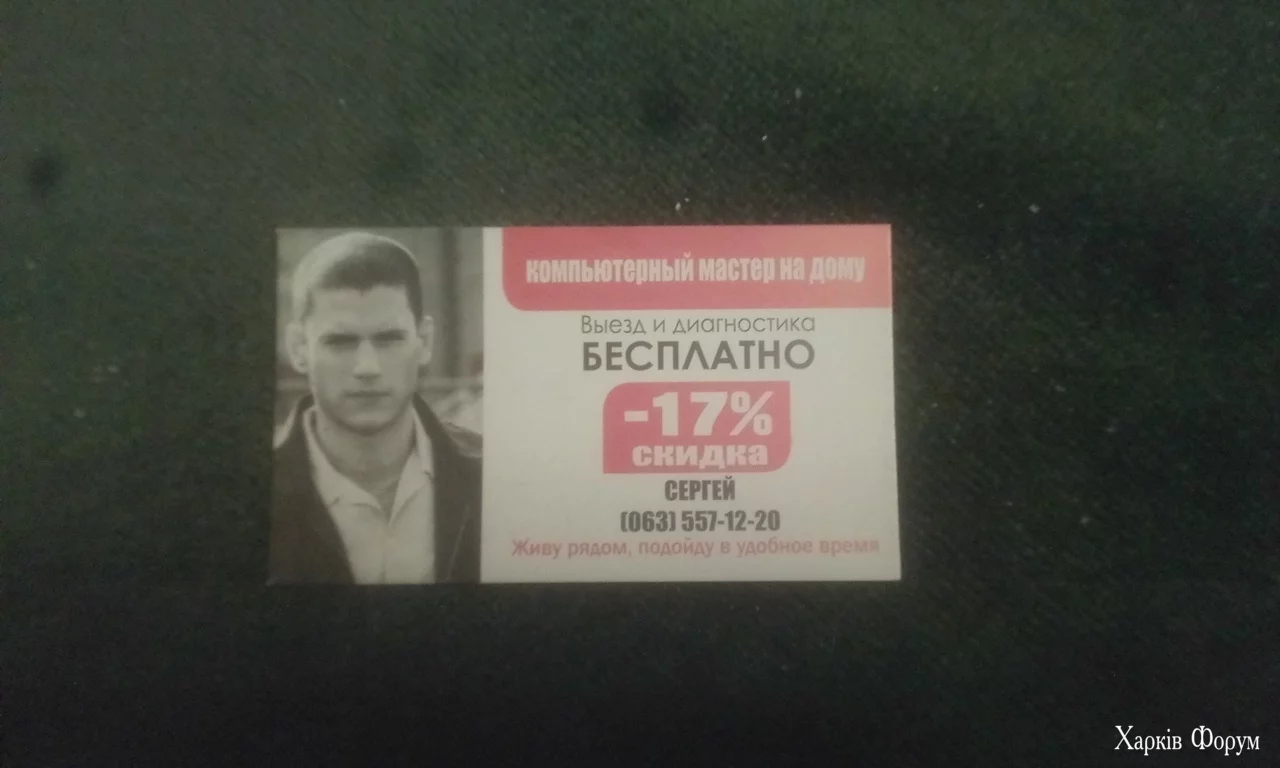 компьютерный мастер на дому
Выезд и диагностика
БЕСПЛАТНО
-17%
скидка
СЕРГЕЙ
(063) 557-12-20
Живу рядом, подойду в удобное время
Харків Форум